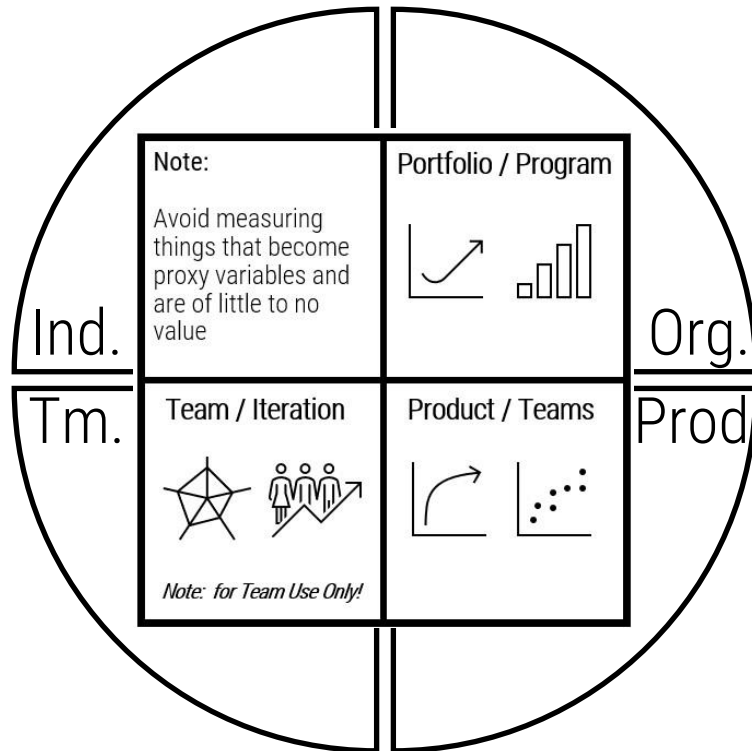 Note:
Avoid measuring
things that become
proxy variables and
are of little to no
value
Portfolio / Program
Ind.
Org.
Tm.
Prod
Team / Iteration
Note: for Team Use Only!
Product / Teams